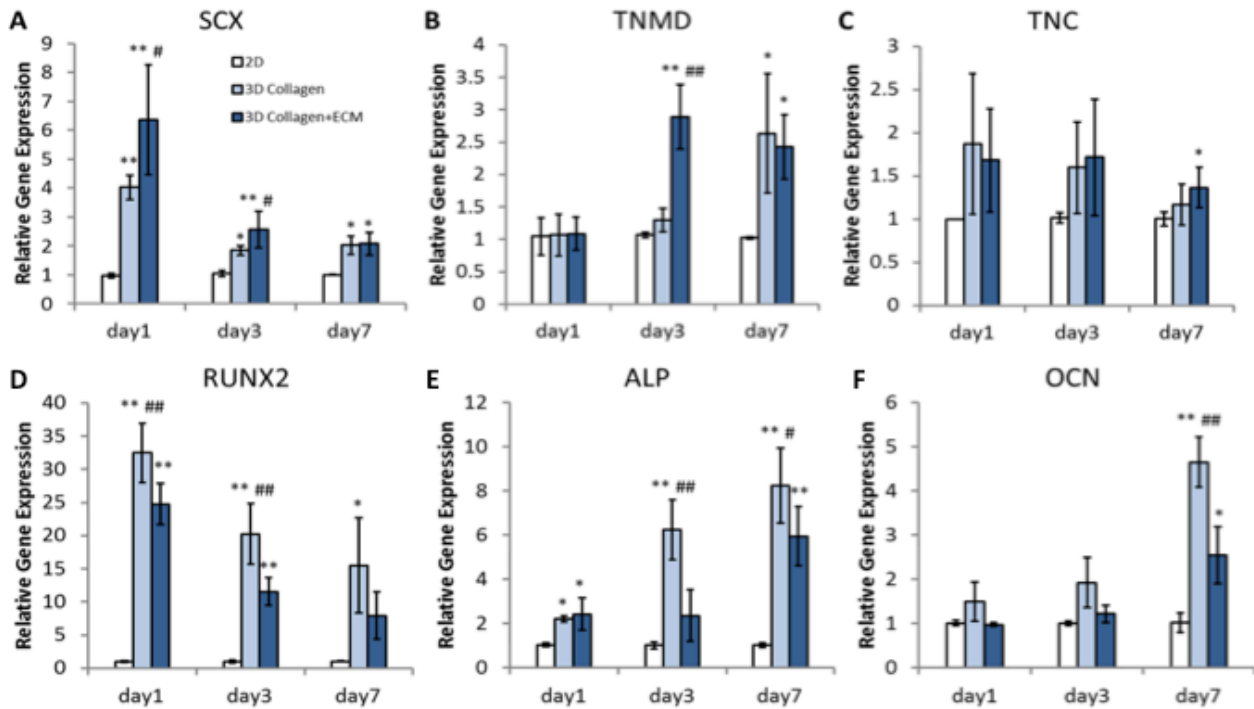 A
SCX
Relative Gene Expression
9
8
7
6
5
4
3
2
1
0
** #
**
** #
*
* *
2D
3D Collagen
3D Collagen+ECM
day1 day3 day7
B
TNMD
Relative Gene Expression
4
3.5
3
2.5
2
1.5
1
0.5
0
** ##
*
*
day1 day3 day7
C
TNC
Relative Gene Expression
3
2.5
2
1.5
1
0.5
0
*
day1 day3 day7
D
RUNX2
Relative Gene Expression
40
35
30
25
20
15
10
5
0
** ##
**
** ##
**
*
day1 day3 day7
E
ALP
Relative Gene Expression
12
10
8
6
4
2
0
* *
** ##
** #
**
day1 day3 day7
F
OCN
Relative Gene Expression
6
5
4
3
2
1
0
** ##
*
day1 day3 day7